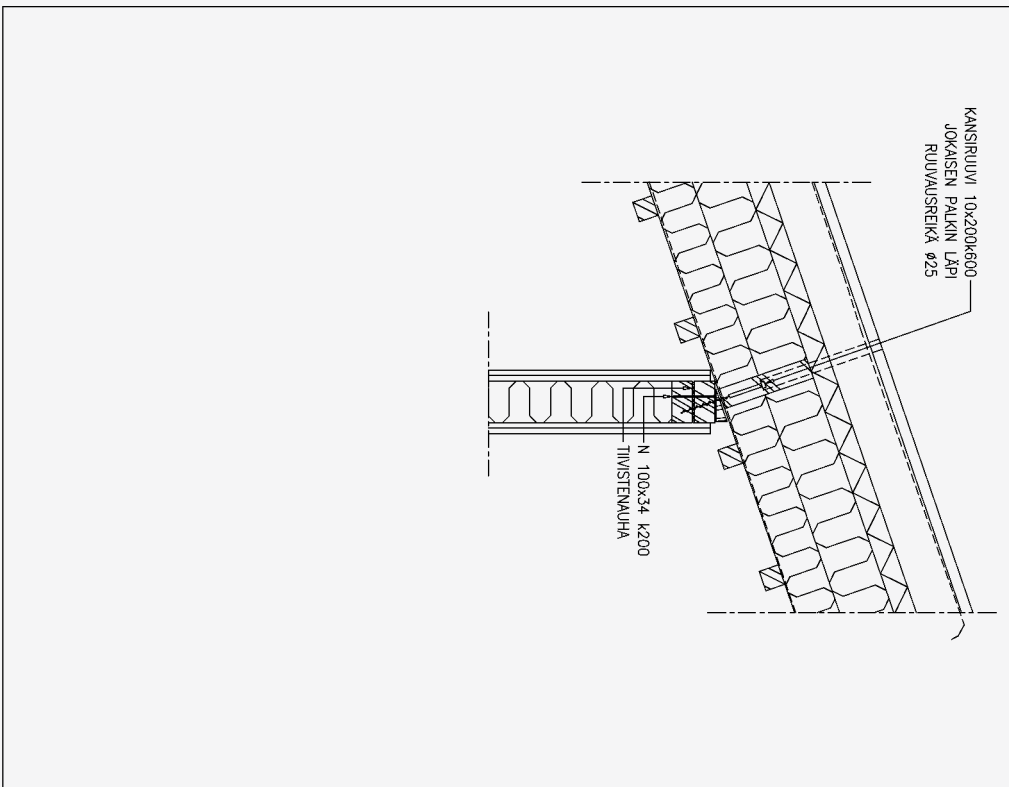 KANSIRUUVI 10x200k600
JOKAISEN PALKIN LÄPI
RUUVAUSREIKÄ ø25
N 100x34 k200
TIIVISTENAUHA